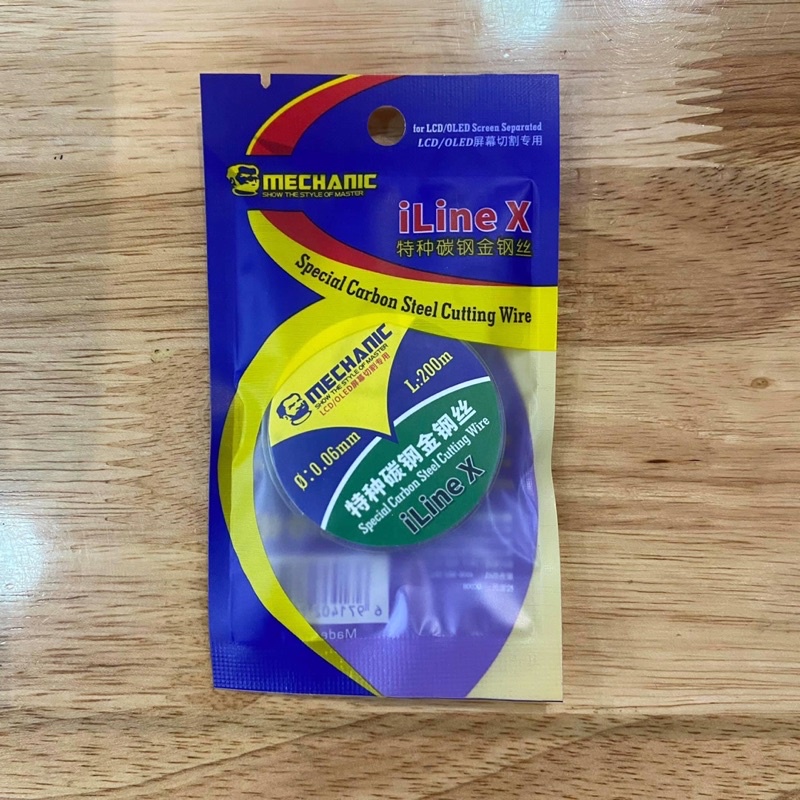 for LCD/OLED Screen Separated
LCD/OLED屏幕切割专用
MECHANIC
SHOW THE STYLE OF MASTER
iLine X
特种碳钢金钢丝
Special Carbon Steel Cutting Wire
MECHANIC
SHOW THE STYLE OF MASTER
LCD/OLED屏幕切割专用
L:200m
Ø:0.06mm
特种碳钢金钢丝
Special Carbon Steel Cutting Wire
iLine X
6 971402
Made